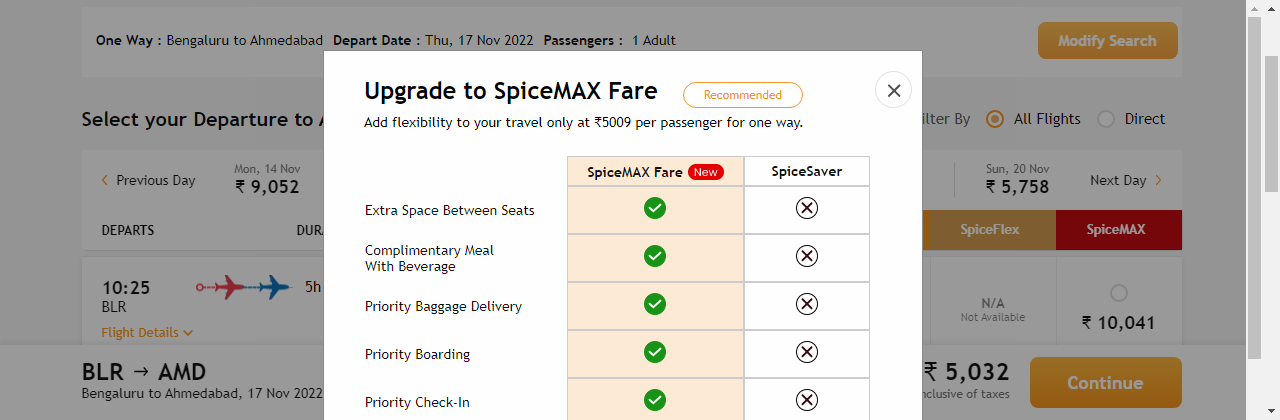 One Way : Bengaluru to Ahmedabad Depart Date : Thu, 17 Nov 2022 Passengers : 1 Adult
Modify Search
Upgrade to SpiceMAX Fare
Recommended
Add flexibility to your travel only at ₹5009 per passenger for one way.
Select your Departure to
All Flights
Direct
By
Previous Day
Mon, 14 Nov
₹ 9,052
Sun, 20 Nov
₹ 5,758
Next Day
SpiceMAX Fare New
SpiceSaver
DEPARTS
SpiceFlex
SpiceMAX
Extra Space Between Seats
Complimentary Meal
With Beverage
Priority Baggage Delivery
Priority Boarding
Priority Check-In
10:25
BLR
5h
Flight Details
N/A
Not Available
₹ 10,041
BLR → AMD
Bengaluru to Ahmedabad, 17 Nov 2022
₹ 5,032
of taxes
Continue